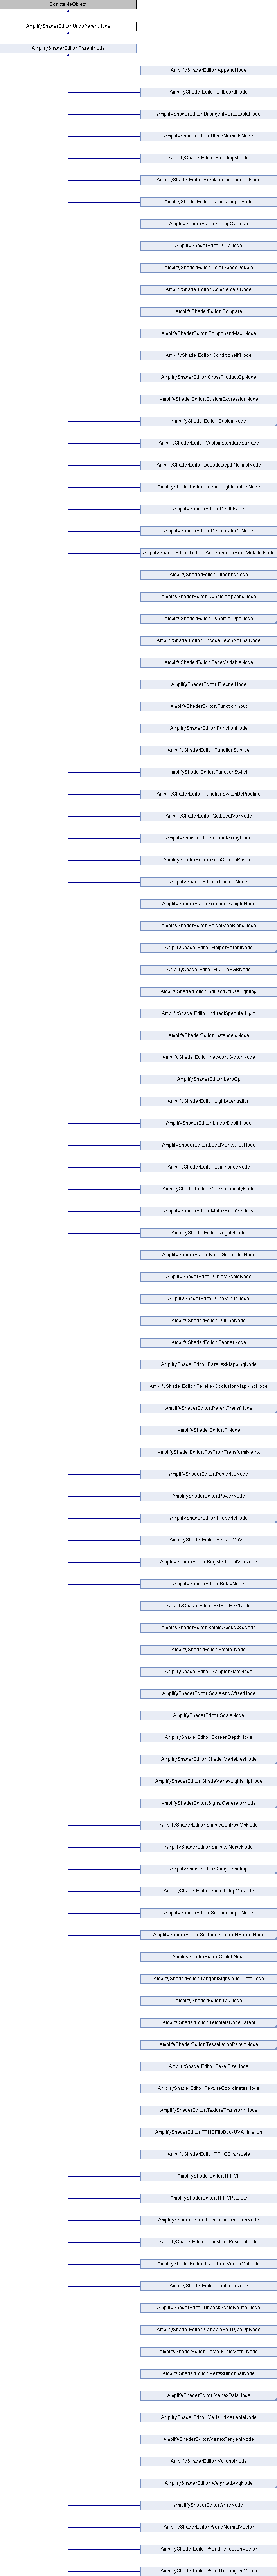 ScriptableObject
AmplifyShaderEditor.UndoParentNode
AmplifyShaderEditor.ParentNode
AmplifyShaderEditor.AppendNode
AmplifyShaderEditor.BillboardNode
AmplifyShaderEditor.BitangentVertexDataNode
AmplifyShaderEditor.BlendNormalsNode
AmplifyShaderEditor.BlendOpsNode
AmplifyShaderEditor.BreakToComponentsNode
AmplifyShaderEditor.CameraDepthFade
AmplifyShaderEditor.ClampOpNode
AmplifyShaderEditor.ClipNode
AmplifyShaderEditor.ColorSpaceDouble
AmplifyShaderEditor.CommentaryNode
AmplifyShaderEditor.Compare
AmplifyShaderEditor.ComponentMaskNode
AmplifyShaderEditor.ConditionalIfNode
AmplifyShaderEditor.CrossProductOpNode
AmplifyShaderEditor.CustomExpressionNode
AmplifyShaderEditor.CustomNode
AmplifyShaderEditor.CustomStandardSurface
AmplifyShaderEditor.DecodeDepthNormalNode
AmplifyShaderEditor.DecodeLightmapHlpNode
AmplifyShaderEditor.DepthFade
AmplifyShaderEditor.DesaturateOpNode
AmplifyShaderEditor.DiffuseAndSpecularFromMetallicNode
AmplifyShaderEditor.DitheringNode
AmplifyShaderEditor.DynamicAppendNode
AmplifyShaderEditor.DynamicTypeNode
AmplifyShaderEditor.EncodeDepthNormalNode
AmplifyShaderEditor.FaceVariableNode
AmplifyShaderEditor.FresnelNode
AmplifyShaderEditor.FunctionInput
AmplifyShaderEditor.FunctionNode
AmplifyShaderEditor.FunctionSubtitle
AmplifyShaderEditor.FunctionSwitch
AmplifyShaderEditor.FunctionSwitchByPipeline
AmplifyShaderEditor.GetLocalVarNode
AmplifyShaderEditor.GlobalArrayNode
AmplifyShaderEditor.GrabScreenPosition
AmplifyShaderEditor.GradientNode
AmplifyShaderEditor.GradientSampleNode
AmplifyShaderEditor.HeightMapBlendNode
AmplifyShaderEditor.HelperParentNode
AmplifyShaderEditor.HSVToRGBNode
AmplifyShaderEditor.IndirectDiffuseLighting
AmplifyShaderEditor.IndirectSpecularLight
AmplifyShaderEditor.InstanceIdNode
AmplifyShaderEditor.KeywordSwitchNode
AmplifyShaderEditor.LerpOp
AmplifyShaderEditor.LightAttenuation
AmplifyShaderEditor.LinearDepthNode
AmplifyShaderEditor.LocalVertexPosNode
AmplifyShaderEditor.LuminanceNode
AmplifyShaderEditor.MaterialQualityNode
AmplifyShaderEditor.MatrixFromVectors
AmplifyShaderEditor.NegateNode
AmplifyShaderEditor.NoiseGeneratorNode
AmplifyShaderEditor.ObjectScaleNode
AmplifyShaderEditor.OneMinusNode
AmplifyShaderEditor.OutlineNode
AmplifyShaderEditor.PannerNode
AmplifyShaderEditor.ParallaxMappingNode
AmplifyShaderEditor.ParallaxOcclusionMappingNode
AmplifyShaderEditor.ParentTransfNode
AmplifyShaderEditor.PiNode
AmplifyShaderEditor.PosFromTransformMatrix
AmplifyShaderEditor.PosterizeNode
AmplifyShaderEditor.PowerNode
AmplifyShaderEditor.PropertyNode
AmplifyShaderEditor.RefractOpVec
AmplifyShaderEditor.RegisterLocalVarNode
AmplifyShaderEditor.RelayNode
AmplifyShaderEditor.RGBToHSVNode
AmplifyShaderEditor.RotateAboutAxisNode
AmplifyShaderEditor.RotatorNode
AmplifyShaderEditor.SamplerStateNode
AmplifyShaderEditor.ScaleAndOffsetNode
AmplifyShaderEditor.ScaleNode
AmplifyShaderEditor.ScreenDepthNode
AmplifyShaderEditor.ShaderVariablesNode
AmplifyShaderEditor.ShadeVertexLightsHlpNode
AmplifyShaderEditor.SignalGeneratorNode
AmplifyShaderEditor.SimpleContrastOpNode
AmplifyShaderEditor.SimplexNoiseNode
AmplifyShaderEditor.SingleInputOp
AmplifyShaderEditor.SmoothstepOpNode
AmplifyShaderEditor.SurfaceDepthNode
AmplifyShaderEditor.SurfaceShaderINParentNode
AmplifyShaderEditor.SwitchNode
AmplifyShaderEditor.TangentSignVertexDataNode
AmplifyShaderEditor.TauNode
AmplifyShaderEditor.TemplateNodeParent
AmplifyShaderEditor.TessellationParentNode
AmplifyShaderEditor.TexelSizeNode
AmplifyShaderEditor.TextureCoordinatesNode
AmplifyShaderEditor.TextureTransformNode
AmplifyShaderEditor.TFHCFlipBookUVAnimation
AmplifyShaderEditor.TFHCGrayscale
AmplifyShaderEditor.TFHCIf
AmplifyShaderEditor.TFHCPixelate
AmplifyShaderEditor.TransformDirectionNode
AmplifyShaderEditor.TransformPositionNode
AmplifyShaderEditor.TransformVectorOpNode
AmplifyShaderEditor.TriplanarNode
AmplifyShaderEditor.UnpackScaleNormalNode
AmplifyShaderEditor.VariablePortTypeOpNode
AmplifyShaderEditor.VectorFromMatrixNode
AmplifyShaderEditor.VertexBinormalNode
AmplifyShaderEditor.VertexDataNode
AmplifyShaderEditor.VertexIdVariableNode
AmplifyShaderEditor.VertexTangentNode
AmplifyShaderEditor.VoronoiNode
AmplifyShaderEditor.WeightedAvgNode
AmplifyShaderEditor.WireNode
AmplifyShaderEditor.WorldNormalVector
AmplifyShaderEditor.WorldReflectionVector
AmplifyShaderEditor.WorldToTangentMatrix